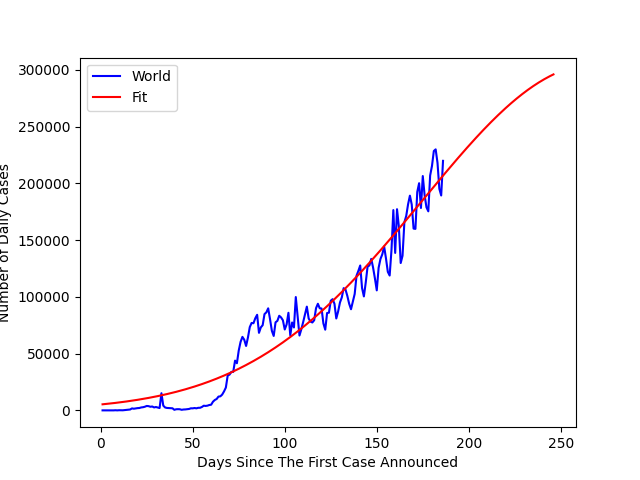 300000
250000
200000
150000
100000
50000
0
World
Fit
Number of Daily Cases
0 50 100 150 200 250
Days Since The First Case Announced